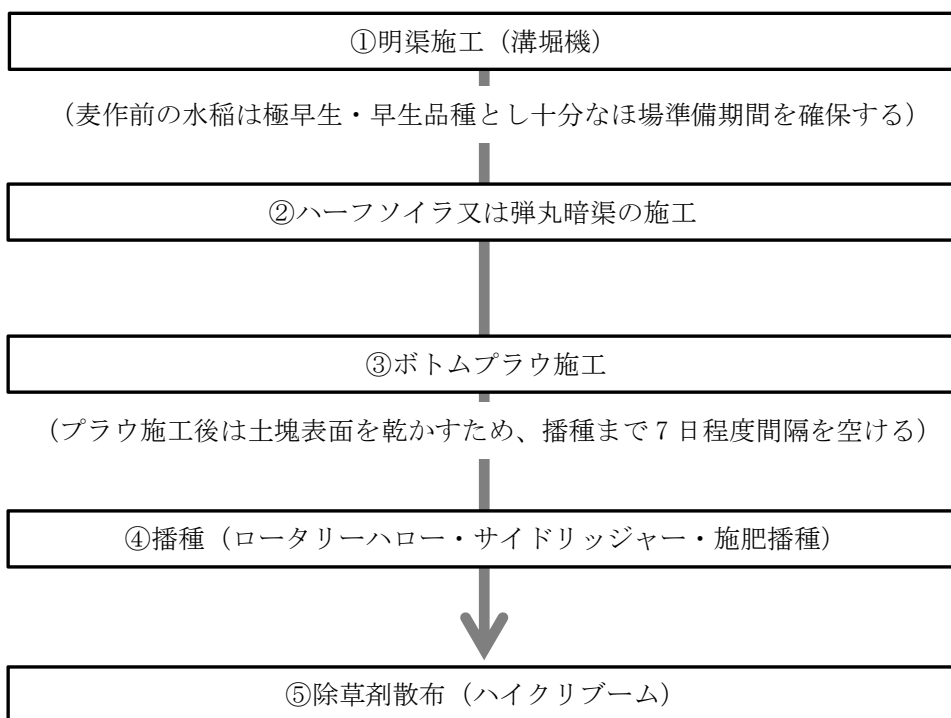 ①明渠施工（溝堀機）
（麦作前の水稲は極早生・早生品種とし十分なほ場準備期間を確保する）
②ハーフソイラ又は弾丸暗渠の施工
③ボトムプラウ施工
（プラウ施工後は土塊表面を乾かすため、播種まで７日程度間隔を空ける）
④播種（ロータリーハロー・サイドリッジャー・施肥播種）
⑤除草剤散布（ハイクリブーム）